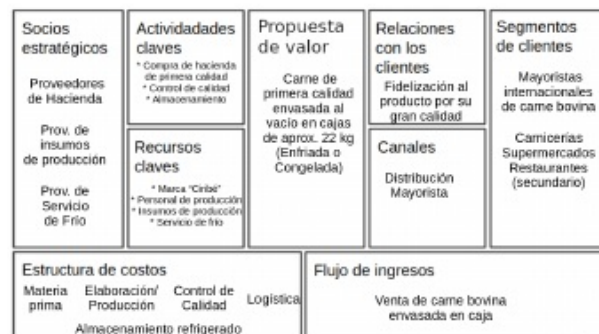 Socios
estratégicos
Proveedores
de Hacienda
Prov. de
insumos
de producción
Prov. de
Servicio
de Frío
Actividadades
claves
* Compra de hacienda
de primera calidad
* Control de calidad
* Almacenamiento
Recursos
claves
* Marca "Ciribé"
* Personal de producción
* Insumos de producción
* Servicio de frío
Propuesta
de valor
Carne de
primera calidad
envasada al
vacío en cajas
de aprox. 22 kg
(Enfriada o
Congelada)
Relaciones
con los
clientes
Fidelización al
producto por su
gran calidad
Canales
Distribución
Mayorista
Segmentos
de clientes
Mayoristas
internacionales
de carne bovina
Carnicerías
Supermercados
Restaurantes
(secundario)
Estructura de costos
Materia
prima
Elaboración/
Producción
Control de
Calidad
Logística
Almacenamiento refrigerado
Flujo de ingresos
Venta de carne bovina
envasada en caja